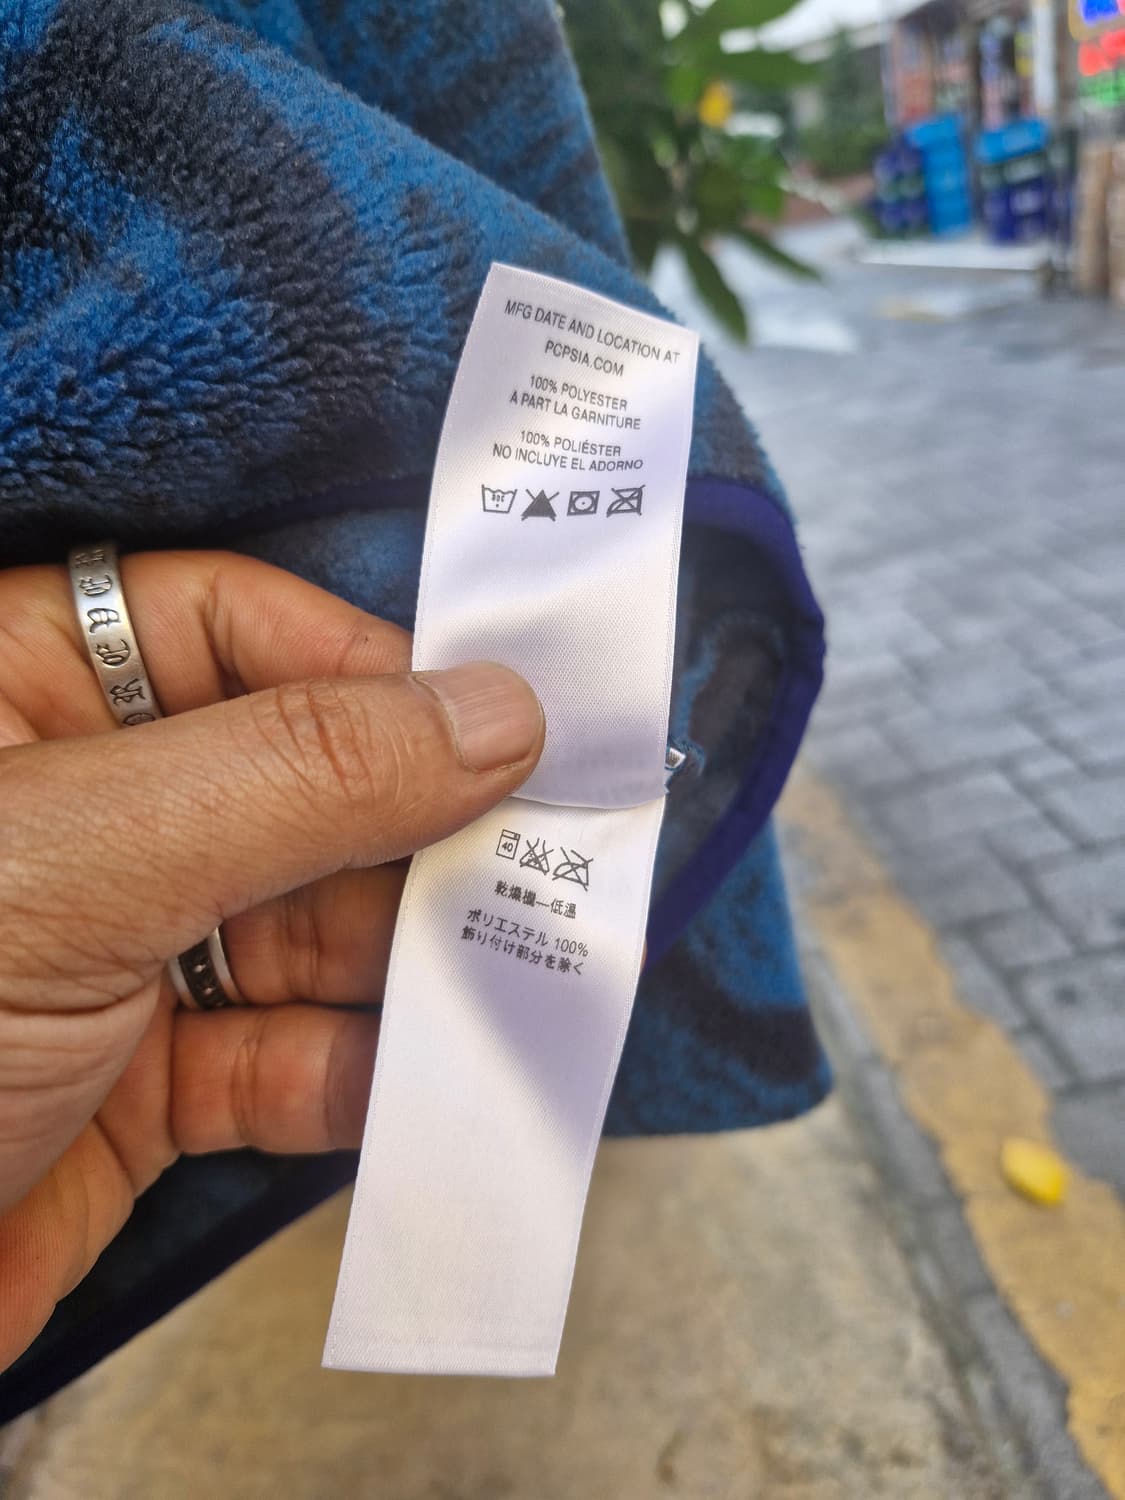 MFG DATE AND LOCATION AT
PCPSIA.COM
100% POLYESTER
A PART LA GARNITURE
100% POLIÉSTER
NO INCLUYE EL ADORNO
40
乾燥機—低温
ポリエステル 100%
飾り付け部分を除く